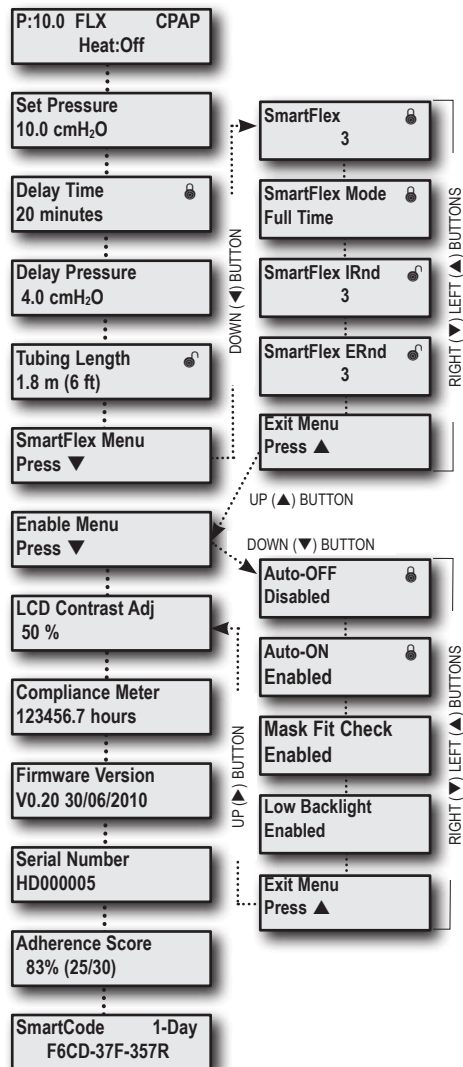 P:10.0 FLX CPAP
Heat:Off
Set Pressure
10.0 cmH₂O
Delay Time
20 minutes
Delay Pressure
4.0 cmH₂O
Tubing Length
1.8 m (6 ft)
SmartFlex Menu
Press ▼
DOWN (▼) BUTTON
SmartFlex
3
SmartFlex Mode
Full Time
SmartFlex IRnd
3
SmartFlex ERnd
3
Exit Menu
Press ▲
RIGHT (▼) LEFT (▲) BUTTONS
UP (▲) BUTTON
Enable Menu
Press ▼
DOWN (▼) BUTTON
LCD Contrast Adj
50 %
Compliance Meter
123456.7 hours
Firmware Version
V0.20 30/06/2010
Serial Number
HD000005
Adherence Score
83% (25/30)
SmartCode 1-Day
F6CD-37F-357R
UP (▲) BUTTON
Auto-OFF
Disabled
Auto-ON
Enabled
Mask Fit Check
Enabled
Low Backlight
Enabled
Exit Menu
Press ▲
RIGHT (▼) LEFT (▲) BUTTONS